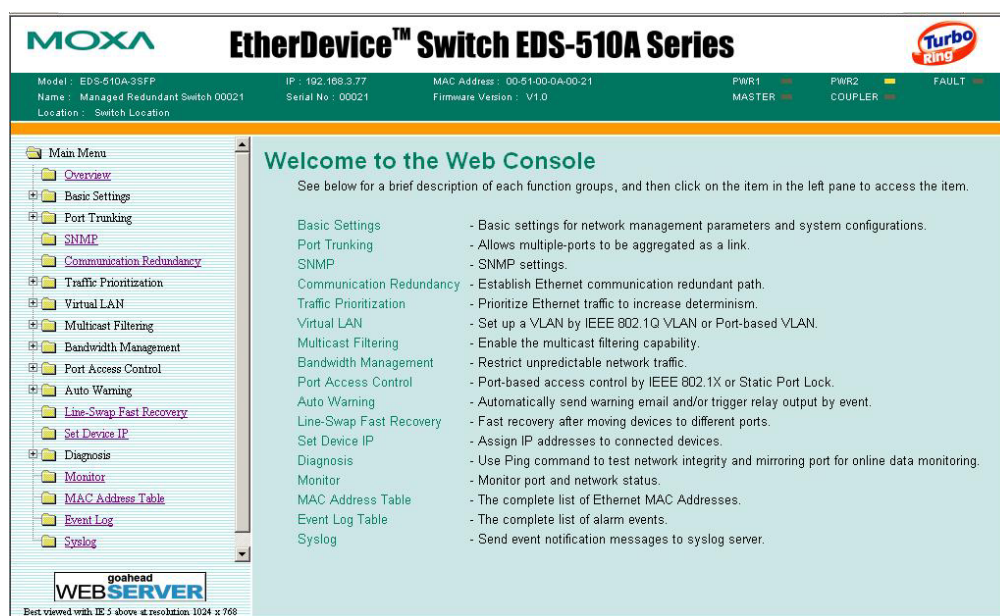 MOXA EtherDevice™ Switch EDS-510A Series Turbo Ring
Model : EDS-510A-3SFP IP : 192.168.3.77 MAC Address : 00-51-00-0A-00-21 PWR1 PWR2 FAULT
Name : Managed Redundant Switch 00021 Serial No : 00021 Firmware Version : V1.0 MASTER COUPLER
Location : Switch Location
Main Menu
Overview
Basic Settings
Port Trunking
SNMP
Communication Redundancy
Traffic Prioritization
Virtual LAN
Multicast Filtering
Bandwidth Management
Port Access Control
Auto Warning
Line-Swap Fast Recovery
Set Device IP
Diagnosis
Monitor
MAC Address Table
Event Log
Syslog
goahead
WEBSERVER
Best viewed with IE 5 above at resolution 1024 x 768
Welcome to the Web Console
See below for a brief description of each function groups, and then click on the item in the left pane to access the item.
Basic Settings - Basic settings for network management parameters and system configurations.
Port Trunking - Allows multiple-ports to be aggregated as a link.
SNMP - SNMP settings.
Communication Redundancy - Establish Ethernet communication redundant path.
Traffic Prioritization - Prioritize Ethernet traffic to increase determinism.
Virtual LAN - Set up a VLAN by IEEE 802.1Q VLAN or Port-based VLAN.
Multicast Filtering - Enable the multicast filtering capability.
Bandwidth Management - Restrict unpredictable network traffic.
Port Access Control - Port-based access control by IEEE 802.1X or Static Port Lock.
Auto Warning - Automatically send warning email and/or trigger relay output by event.
Line-Swap Fast Recovery - Fast recovery after moving devices to different ports.
Set Device IP - Assign IP addresses to connected devices.
Diagnosis - Use Ping command to test network integrity and mirroring port for online data monitoring.
Monitor - Monitor port and network status.
MAC Address Table - The complete list of Ethernet MAC Addresses.
Event Log Table - The complete list of alarm events.
Syslog - Send event notification messages to syslog server.